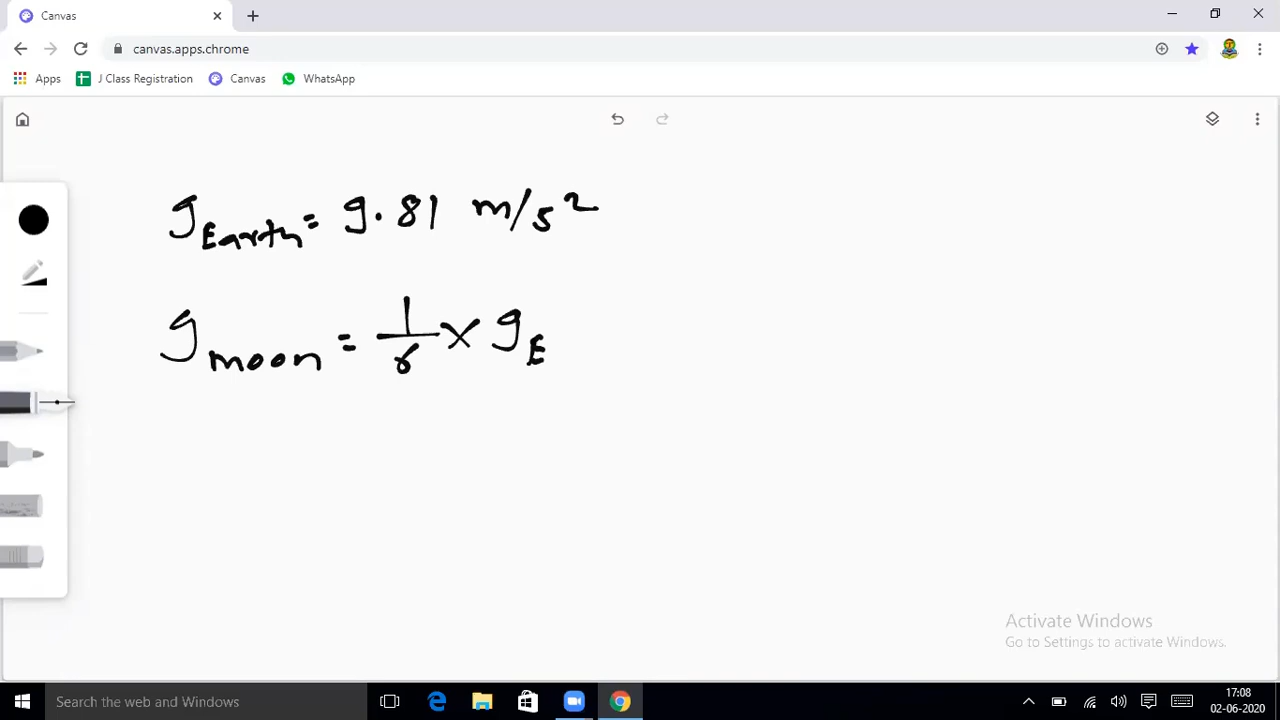 Canvas
canvas.apps.chrome
Apps J Class Registration Canvas WhatsApp
g Earth = 9.81 m/s²
g moon = 1/6 × g E
Activate Windows
Go to Settings to activate Windows.
Search the web and Windows
17:08
02-06-2020